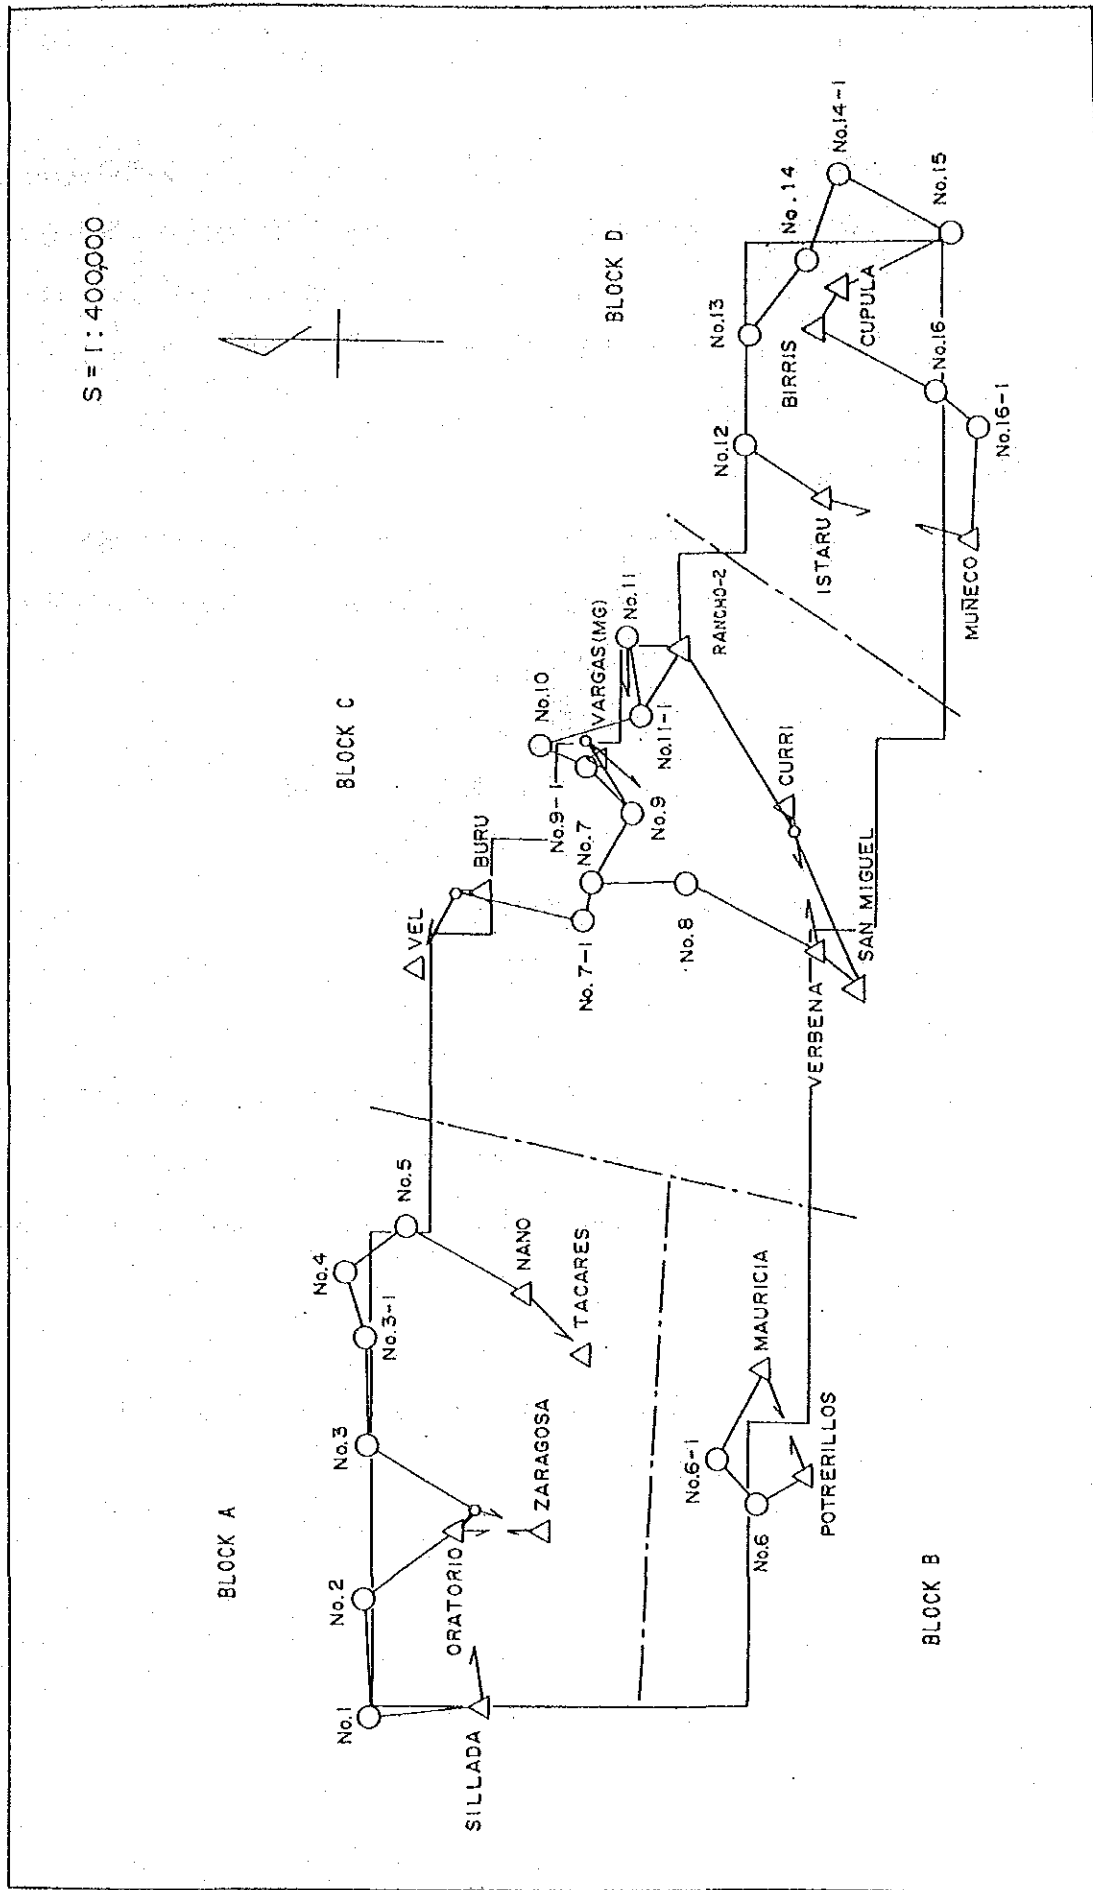 S = 1 : 400,000
BLOCK A
BLOCK C
BLOCK D
No.1
No.2
No.3
No.3-1
No.4
No.5
SILLADA
ORATORIO
ZARAGOSA
NANO
TACARES
VEL
BURU
No.7-1
No.7
No.8
No.9
No.9-1
No.10
VARGAS(MG)
No.11
No.11-1
RANCHO-2
CURRI
VERBENA
SAN MIGUEL
No.12
No.13
No.14
No.14-1
No.15
BIRRIS
CUPULA
No.16
No.16-1
ISTARU
MUÑECO
No.6-1
No.6
MAURICIA
POTRERILLOS
BLOCK B